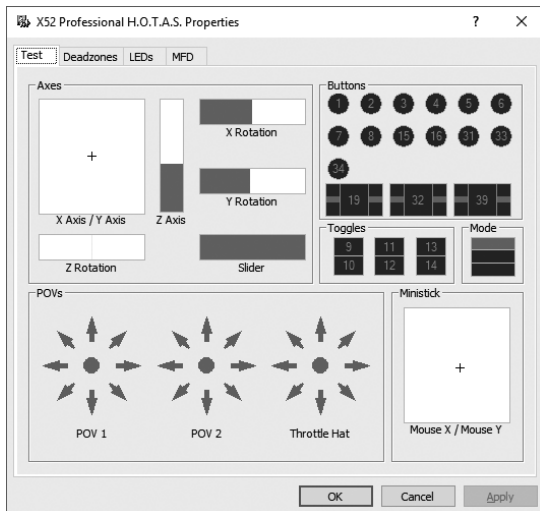 X52 Professional H.O.T.A.S. Properties
?
Test Deadzones LEDs MFD
Axes
X Axis / Y Axis
Z Axis
X Rotation
Y Rotation
Z Rotation
Slider
Buttons
1 2 3 4 5 6
7 8 15 16 31 33
34
19 32 39
Toggles
9 11 13
10 12 14
Mode
POVs
POV 1
POV 2
Throttle Hat
Ministick
Mouse X / Mouse Y
OK Cancel Apply